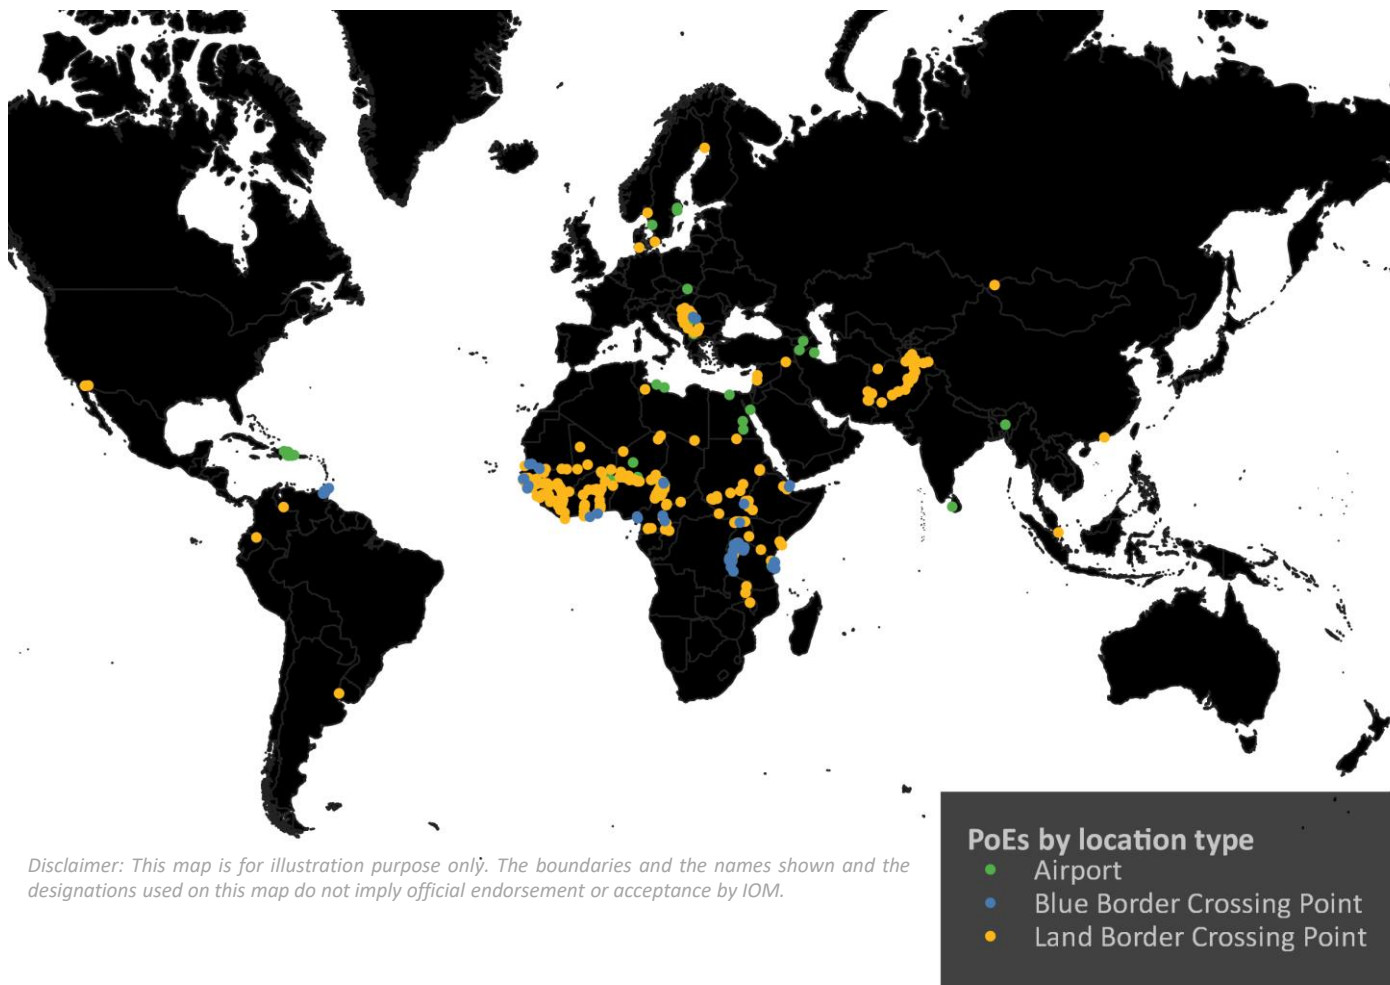 Disclaimer: This map is for illustration purpose only. The boundaries and the names shown and the
designations used on this map do not imply official endorsement or acceptance by IOM.
PoEs by location type
Airport
Blue Border Crossing Point
Land Border Crossing Point